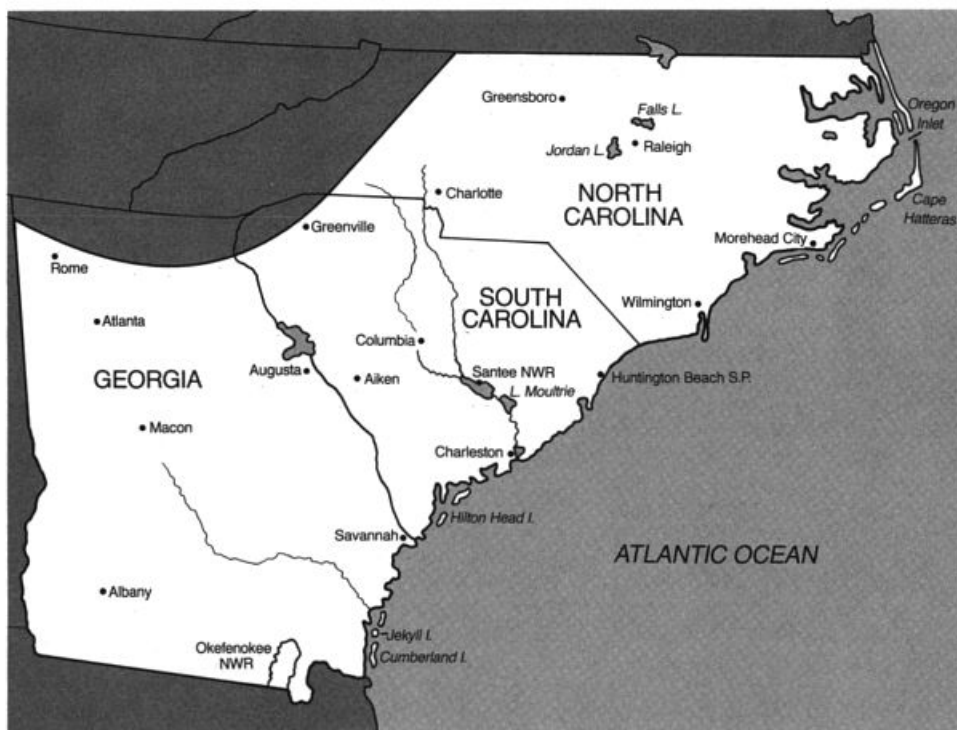 Greensboro
Falls L.
Jordan L.
Raleigh
Oregon
Inlet
Charlotte
NORTH
CAROLINA
Cape
Hatteras
Greenville
Morehead City
Rome
SOUTH
CAROLINA
Wilmington
Atlanta
Columbia
GEORGIA
Augusta
Aiken
Santee NWR
L. Moultrie
Huntington Beach S.P.
Macon
Charleston
Hilton Head I.
Savannah
ATLANTIC OCEAN
Albany
Jekyll I.
Okefenokee
NWR
Cumberland I.